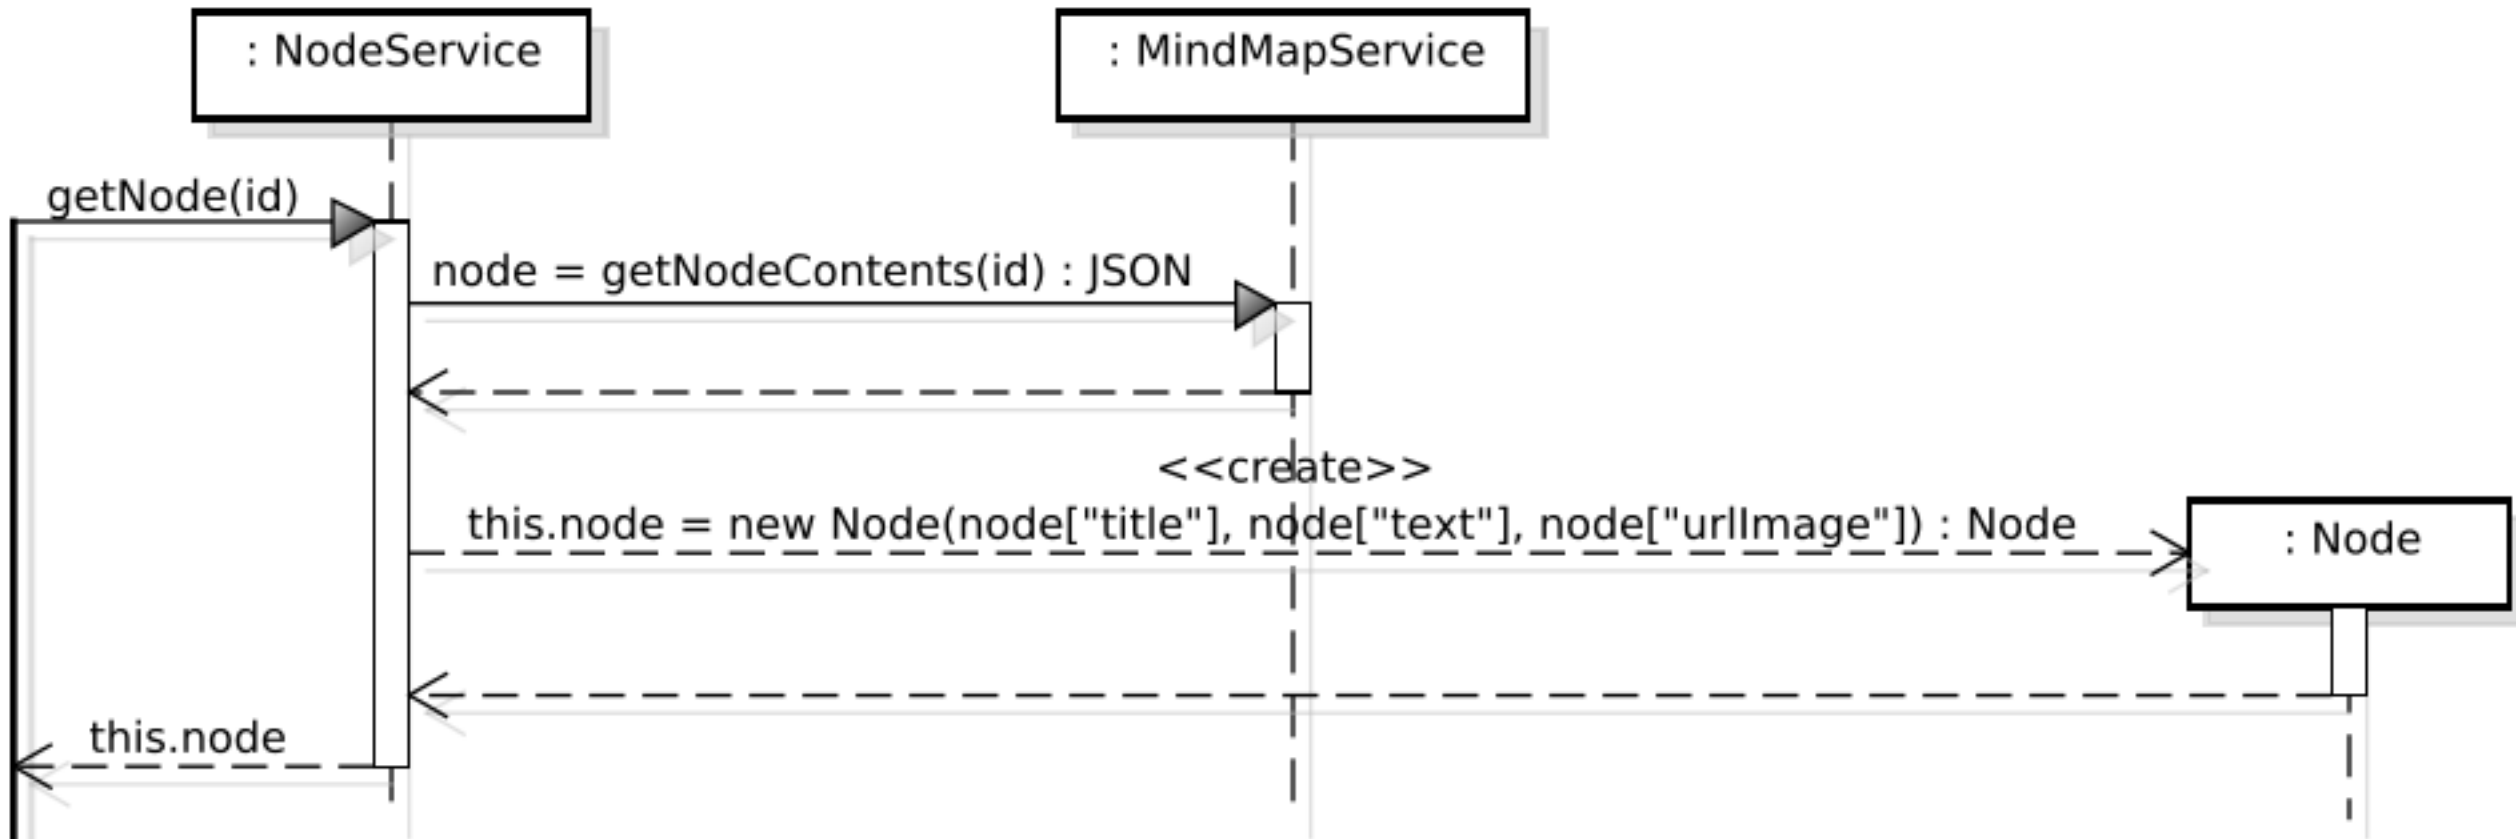 : NodeService
: MindMapService
getNode(id)
node = getNodeContents(id) : JSON
<<create>>
this.node = new Node(node["title"], node["text"], node["urlImage"]) : Node
: Node
this.node